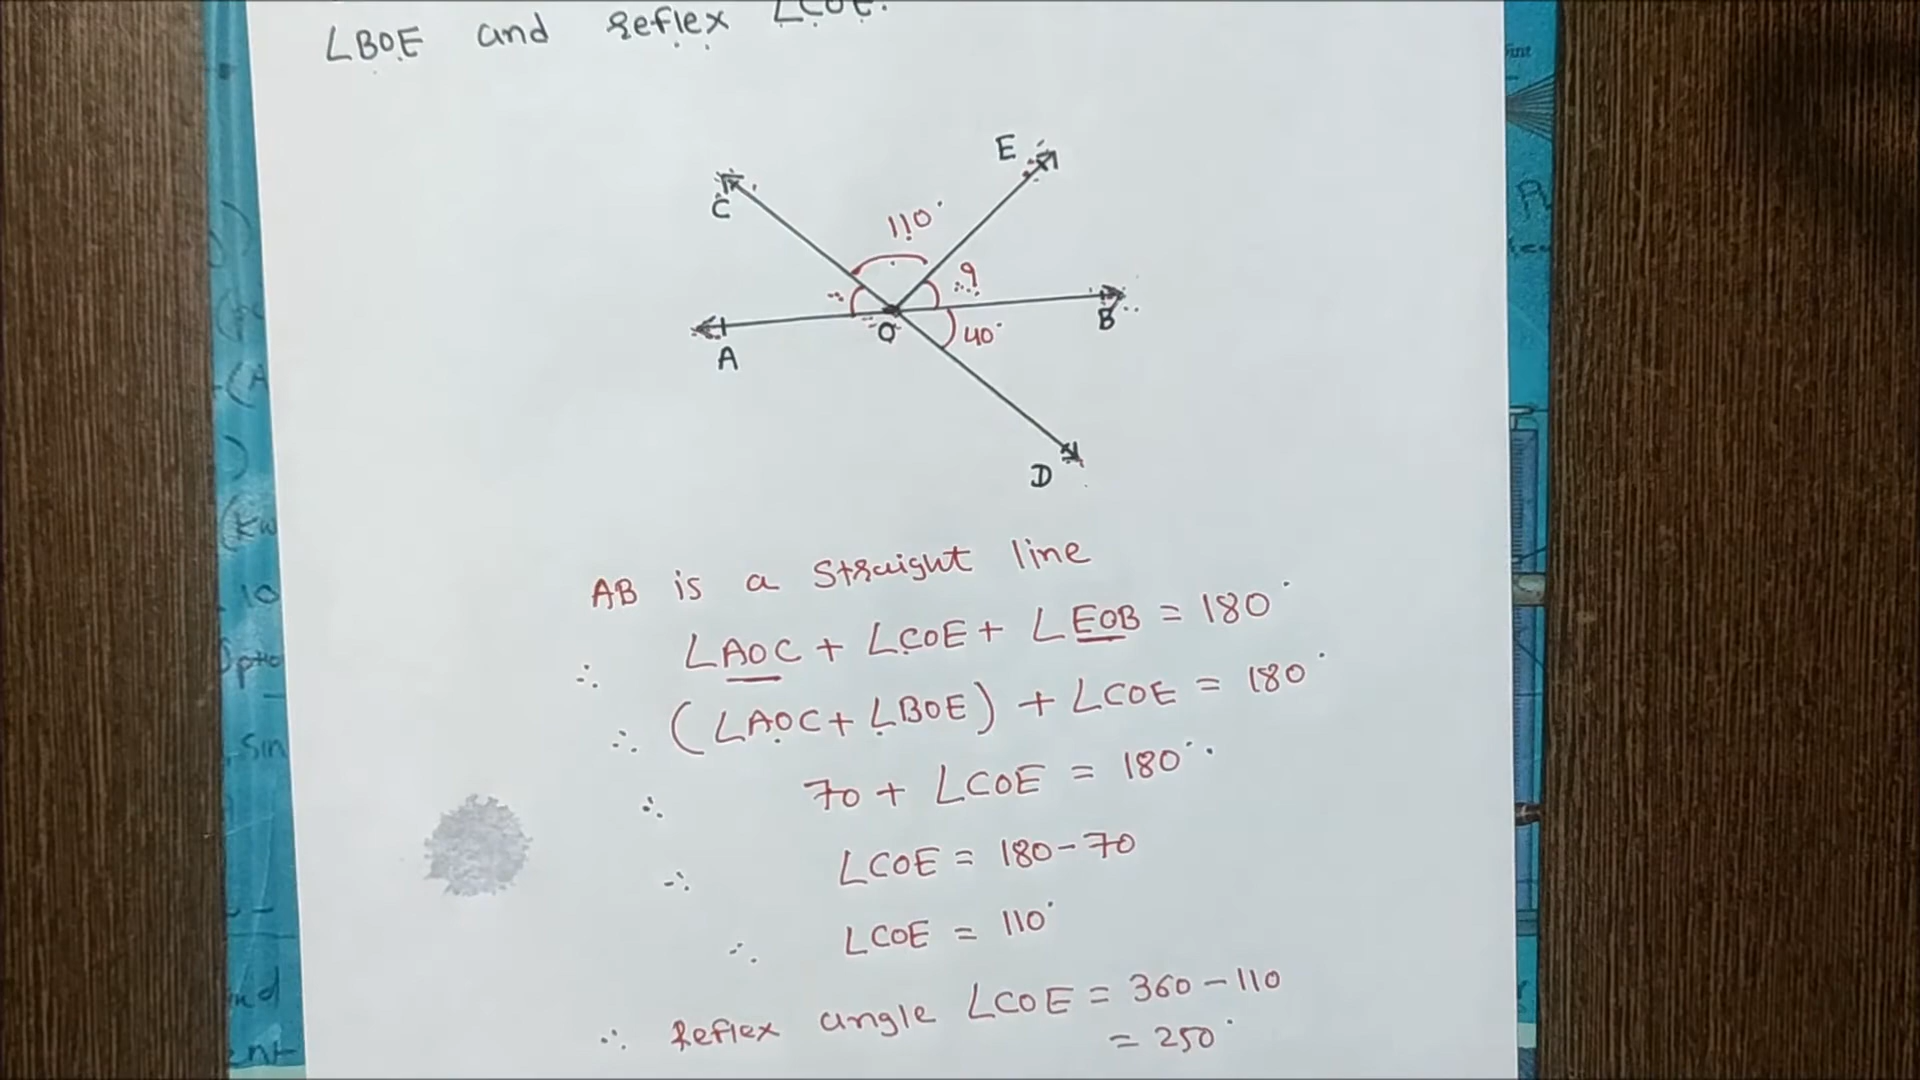 ∠BOE and Reflex ∠COE.
E
C
110°
?
B
O
40°
A
D
AB is a Straight line
∴ ∠AOC + ∠COE + ∠EOB = 180°
∴ (∠AOC + ∠BOE) + ∠COE = 180°
∴ 70 + ∠COE = 180°
∴ ∠COE = 180 - 70
∴ ∠COE = 110°
∴ Reflex angle ∠COE = 360 - 110
= 250°